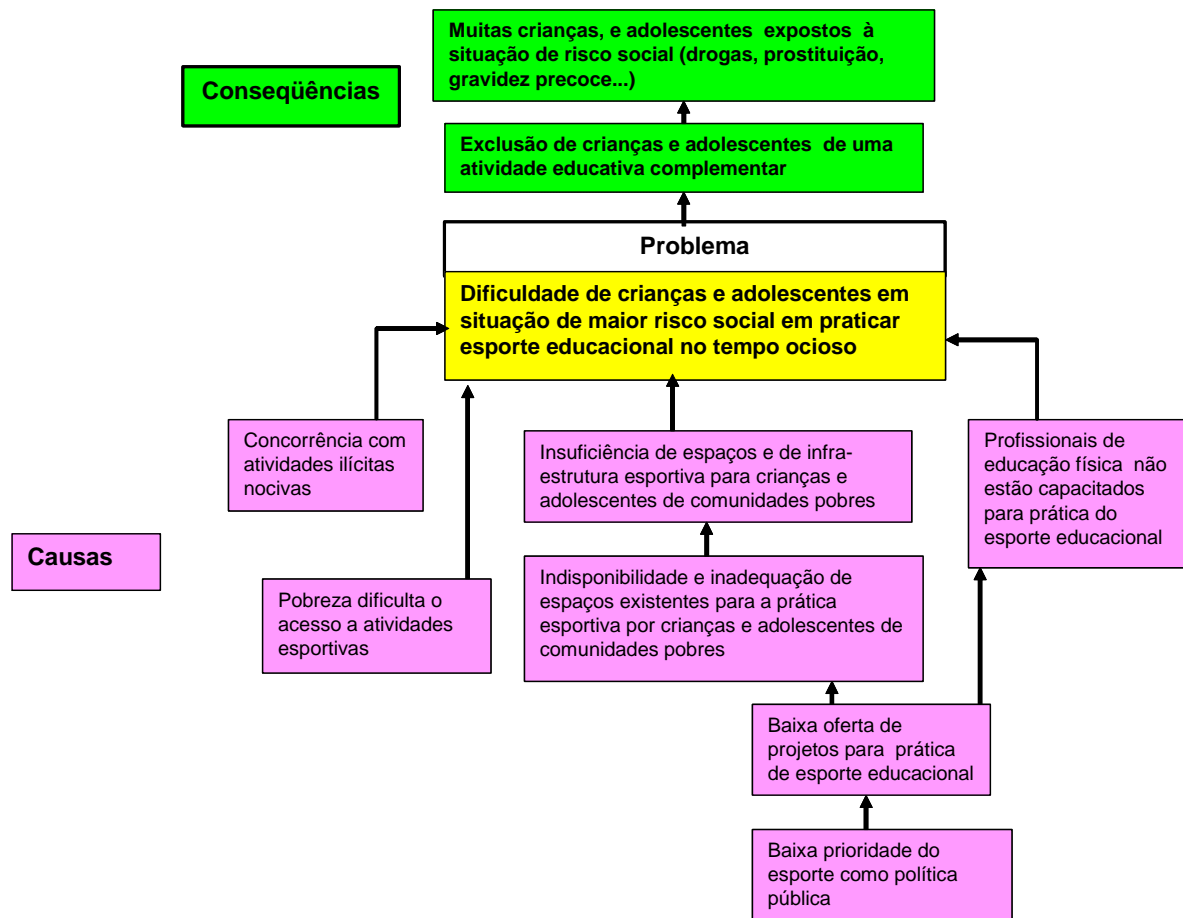 Muitas crianças, e adolescentes expostos à
situação de risco social (drogas, prostituição,
gravidez precoce...)
Conseqüências
Exclusão de crianças e adolescentes de uma
atividade educativa complementar
Problema
Dificuldade de crianças e adolescentes em
situação de maior risco social em praticar
esporte educacional no tempo ocioso
Concorrência com
atividades ilícitas
nocivas
Insuficiência de espaços e de infra-
estrutura esportiva para crianças e
adolescentes de comunidades pobres
Profissionais de
educação física não
estão capacitados
para prática do
esporte educacional
Causas
Pobreza dificulta o
acesso a atividades
esportivas
Indisponibilidade e inadequação de
espaços existentes para a prática
esportiva por crianças e adolescentes de
comunidades pobres
Baixa oferta de
projetos para prática
de esporte educacional
Baixa prioridade do
esporte como política
pública